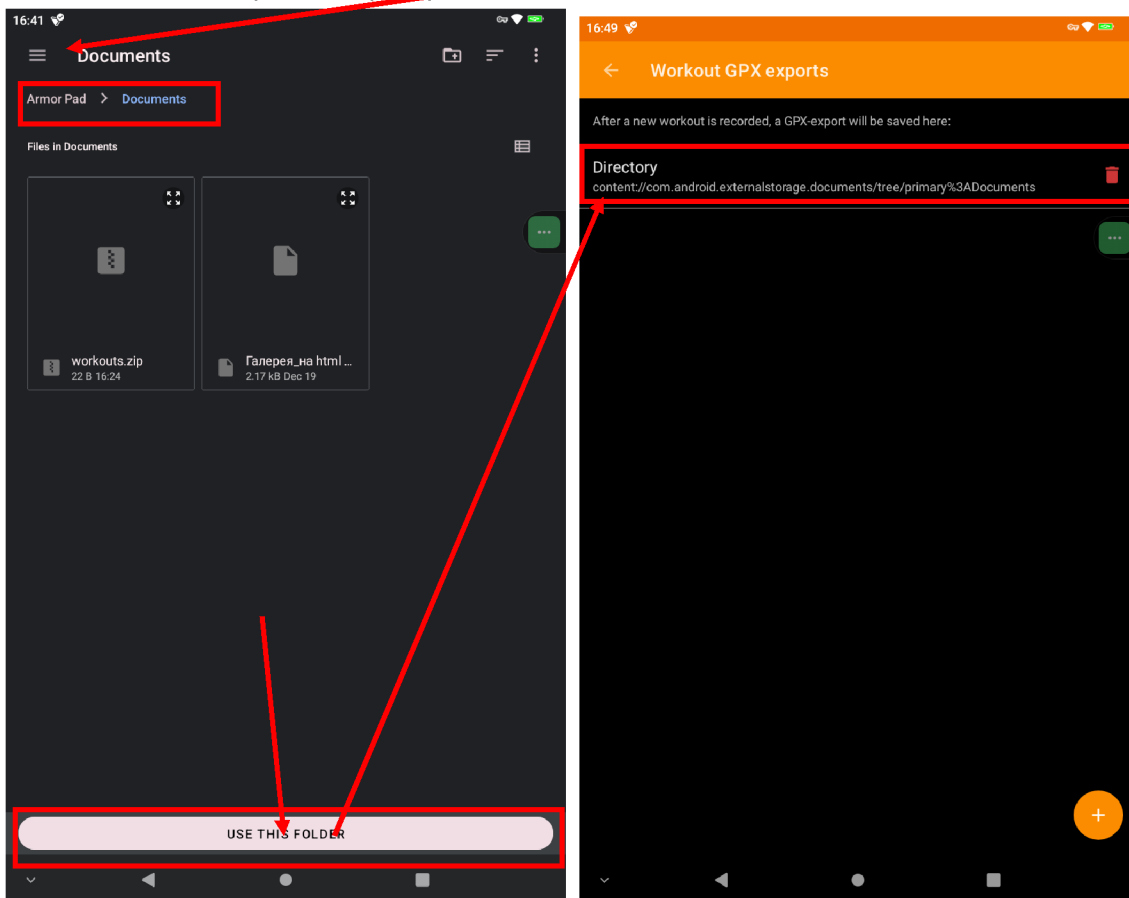 16:41
Documents
Armor Pad > Documents
Files in Documents
workouts.zip
22 B 16:24
Галерея_на html ...
2.17 kB Dec 19
USE THIS FOLDER
16:49
Workout GPX exports
After a new workout is recorded, a GPX-export will be saved here:
Directory
content://com.android.externalstorage.documents/tree/primary%3ADocuments